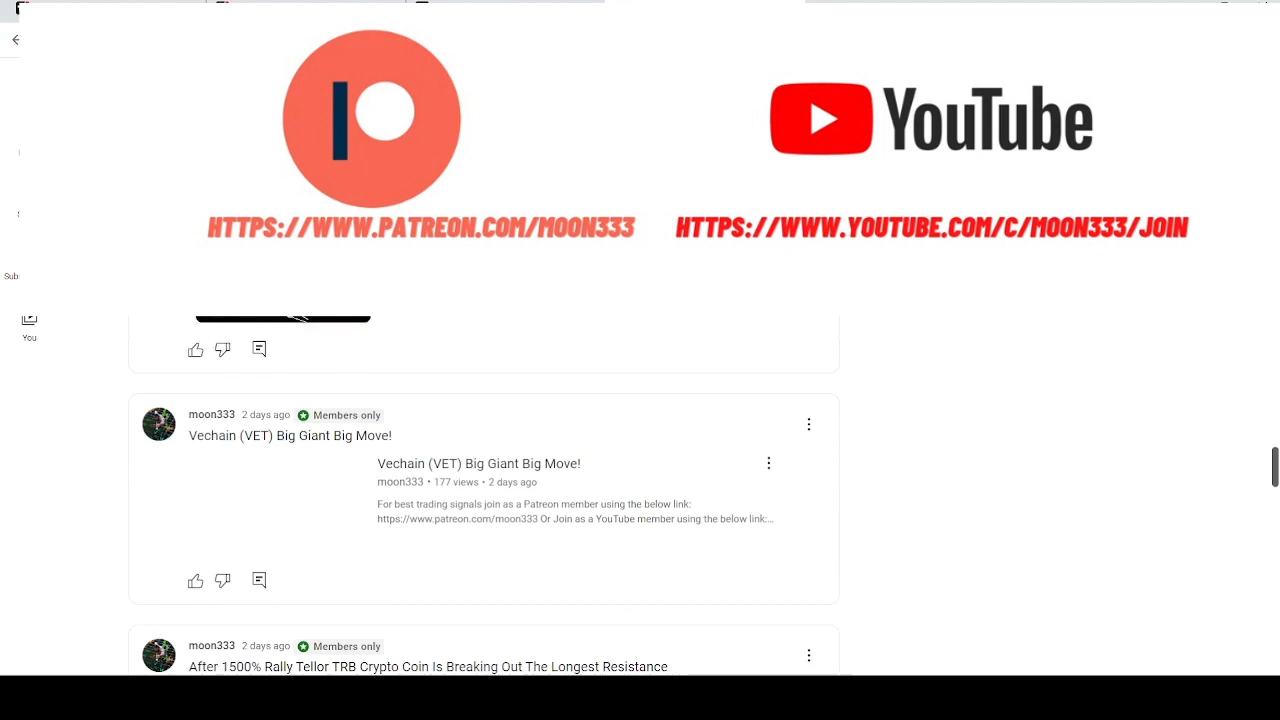 YouTube
HTTPS://WWW.PATREON.COM/MOON333
HTTPS://WWW.YOUTUBE.COM/C/MOON333/JOIN
Sub
You
moon333 2 days ago Members only
Vechain (VET) Big Giant Big Move!
Vechain (VET) Big Giant Big Move!
moon333 • 177 views • 2 days ago
For best trading signals join as a Patreon member using the below link:
https://www.patreon.com/moon333 Or Join as a YouTube member using the below link:...
moon333 2 days ago Members only
After 1500% Rally Tellor TRB Crypto Coin Is Breaking Out The Longest Resistance